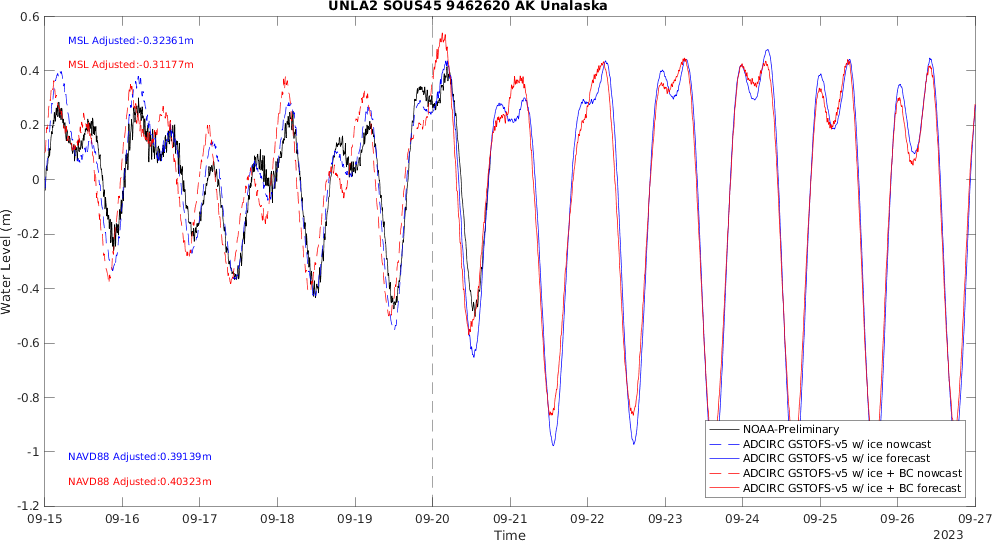 UNLA2 SOUS45 9462620 AK Unalaska
MSL Adjusted:-0.32361m
MSL Adjusted:-0.31177m
NAVD88 Adjusted:0.39139m
NAVD88 Adjusted:0.40323m
Water Level (m)
0.6
0.4
0.2
0
-0.2
-0.4
-0.6
-0.8
-1
-1.2
NOAA-Preliminary
ADCIRC GSTOFS-v5 w/ ice nowcast
ADCIRC GSTOFS-v5 w/ ice forecast
ADCIRC GSTOFS-v5 w/ ice + BC nowcast
ADCIRC GSTOFS-v5 w/ ice + BC forecast
09-15 09-16 09-17 09-18 09-19 09-20 09-21 09-22 09-23 09-24 09-25 09-26 09-27
Time
2023